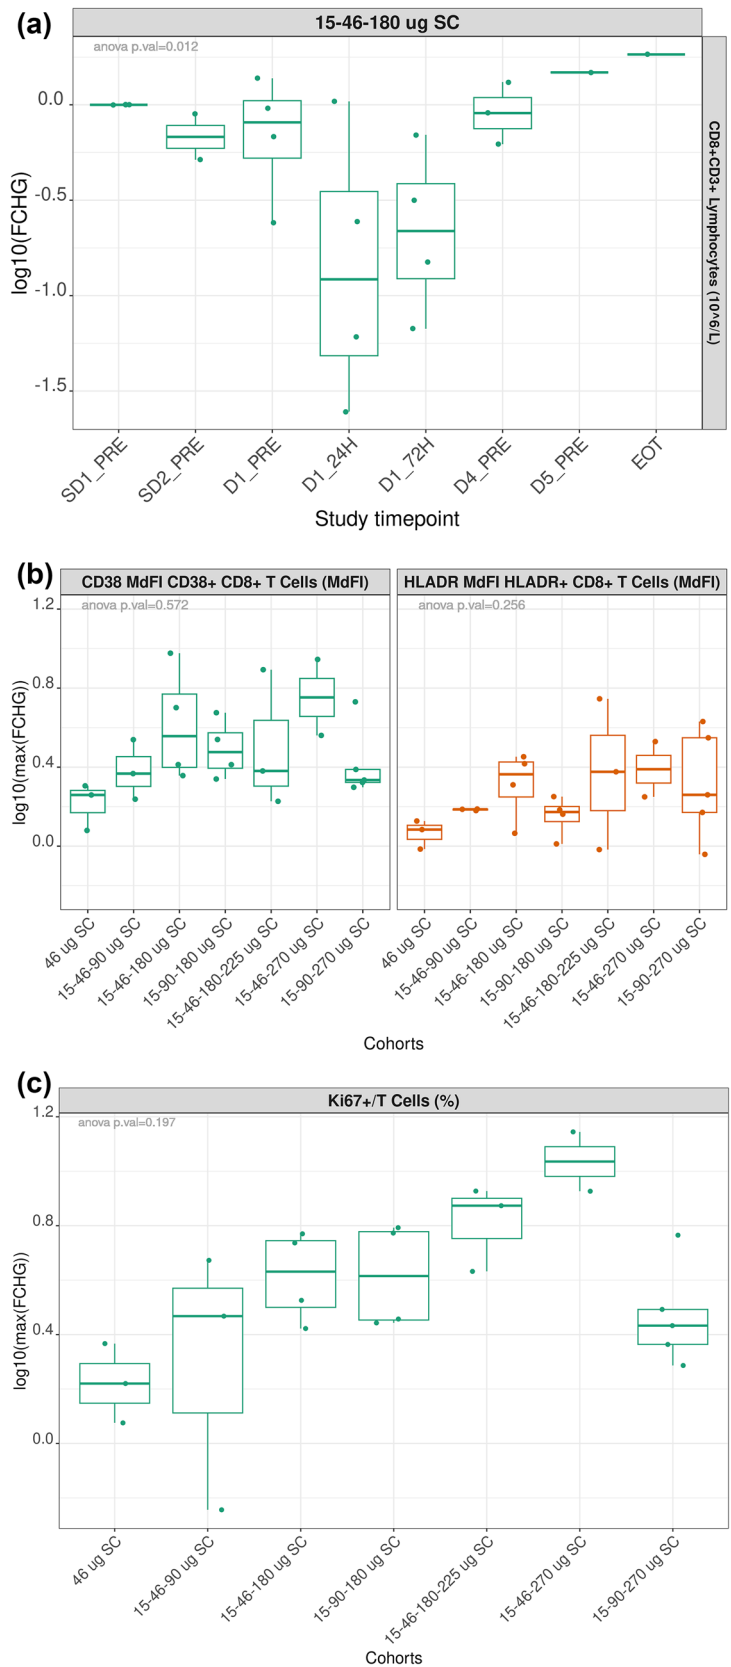 (a)
15-46-180 ug SC
anova p.val=0.012
0.0
-0.5
-1.0
-1.5
log10(FCHG)
CD8+CD3+ Lymphocytes (10^6/L)
SD1_PRE
SD2_PRE
D1_PRE
D1_24H
D1_72H
D4_PRE
D5_PRE
EOT
Study timepoint
(b)
CD38 MdFI CD38+ CD8+ T Cells (MdFI)
HLADR MdFI HLADR+ CD8+ T Cells (MdFI)
anova p.val=0.572
anova p.val=0.256
1.2
0.8
0.4
0.0
log10(max(FCHG))
46 ug SC
15-46-90 ug SC
15-46-180 ug SC
15-90-180 ug SC
15-46-180-225 ug SC
15-46-270 ug SC
15-90-270 ug SC
46 ug SC
15-46-90 ug SC
15-46-180 ug SC
15-90-180 ug SC
15-46-180-225 ug SC
15-46-270 ug SC
15-90-270 ug SC
Cohorts
(c)
Ki67+/T Cells (%)
anova p.val=0.197
1.2
0.8
0.4
0.0
log10(max(FCHG))
46 ug SC
15-46-90 ug SC
15-46-180 ug SC
15-90-180 ug SC
15-46-180-225 ug SC
15-46-270 ug SC
15-90-270 ug SC
Cohorts